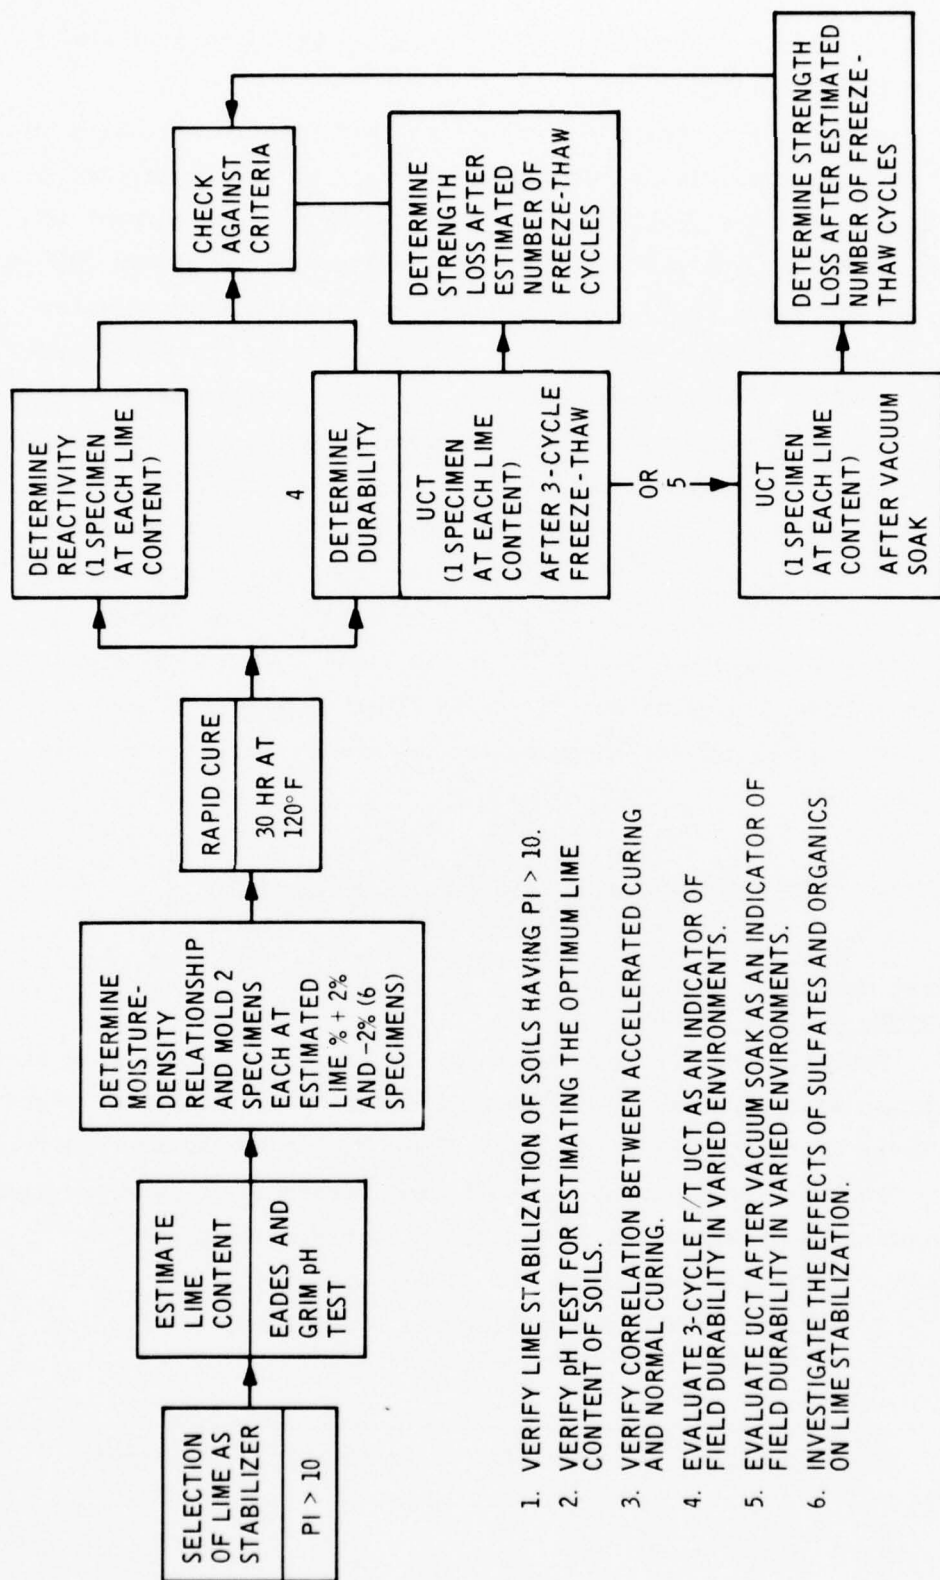 SELECTION
OF LIME AS
STABILIZER
PI > 10
ESTIMATE
LIME
CONTENT
EADES AND
GRIM pH
TEST
DETERMINE
MOISTURE-
DENSITY
RELATIONSHIP
AND MOLD 2
SPECIMENS
EACH AT
ESTIMATED
LIME % + 2%
AND -2% (6
SPECIMENS)
RAPID CURE
30 HR AT
120°F
DETERMINE
REACTIVITY
(1 SPECIMEN
AT EACH LIME
CONTENT)
4
DETERMINE
DURABILITY
UCT
(1 SPECIMEN
AT EACH LIME
CONTENT)
AFTER 3-CYCLE
FREEZE-THAW
OR
5
UCT
(1 SPECIMEN
AT EACH LIME
CONTENT)
AFTER VACUUM
SOAK
CHECK
AGAINST
CRITERIA
DETERMINE
STRENGTH
LOSS AFTER
ESTIMATED
NUMBER OF
FREEZE-THAW
CYCLES
DETERMINE STRENGTH
LOSS AFTER ESTIMATED
NUMBER OF FREEZE-
THAW CYCLES
1. VERIFY LIME STABILIZATION OF SOILS HAVING PI > 10.
2. VERIFY pH TEST FOR ESTIMATING THE OPTIMUM LIME
CONTENT OF SOILS.
3. VERIFY CORRELATION BETWEEN ACCELERATED CURING
AND NORMAL CURING.
4. EVALUATE 3-CYCLE F/T UCT AS AN INDICATOR OF
FIELD DURABILITY IN VARIED ENVIRONMENTS.
5. EVALUATE UCT AFTER VACUUM SOAK AS AN INDICATOR OF
FIELD DURABILITY IN VARIED ENVIRONMENTS.
6. INVESTIGATE THE EFFECTS OF SULFATES AND ORGANICS
ON LIME STABILIZATION.